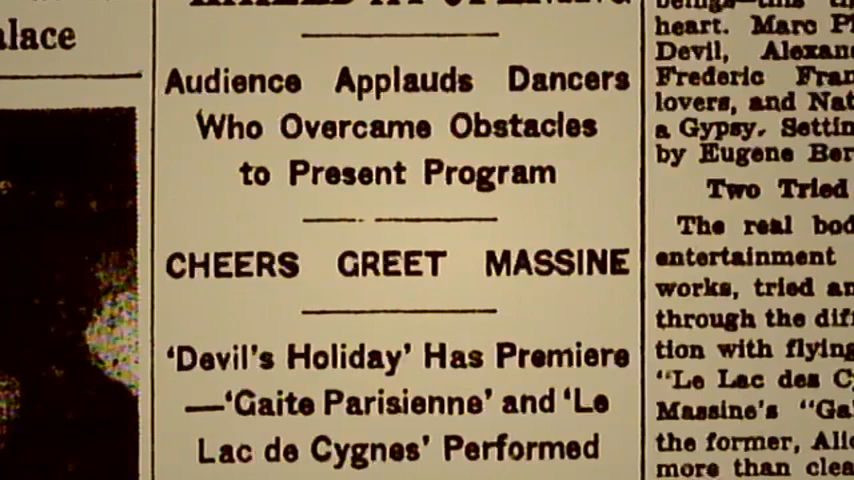 alace
Audience Applauds Dancers
Who Overcame Obstacles
to Present Program
CHEERS GREET MASSINE
'Devil's Holiday' Has Premiere
—'Gaite Parisienne' and 'Le
Lac de Cygnes' Performed
heart. Marc Pl
Devil, Alexan
Frederic Fran
lovers, and Nat
a Gypsy. Settin
by Eugene Ber
Two Tried
The real bod
entertainment
works, tried an
through the dif
tion with flying
"Le Lac des C
Massine's "Ga
the former, Alic
more than clea